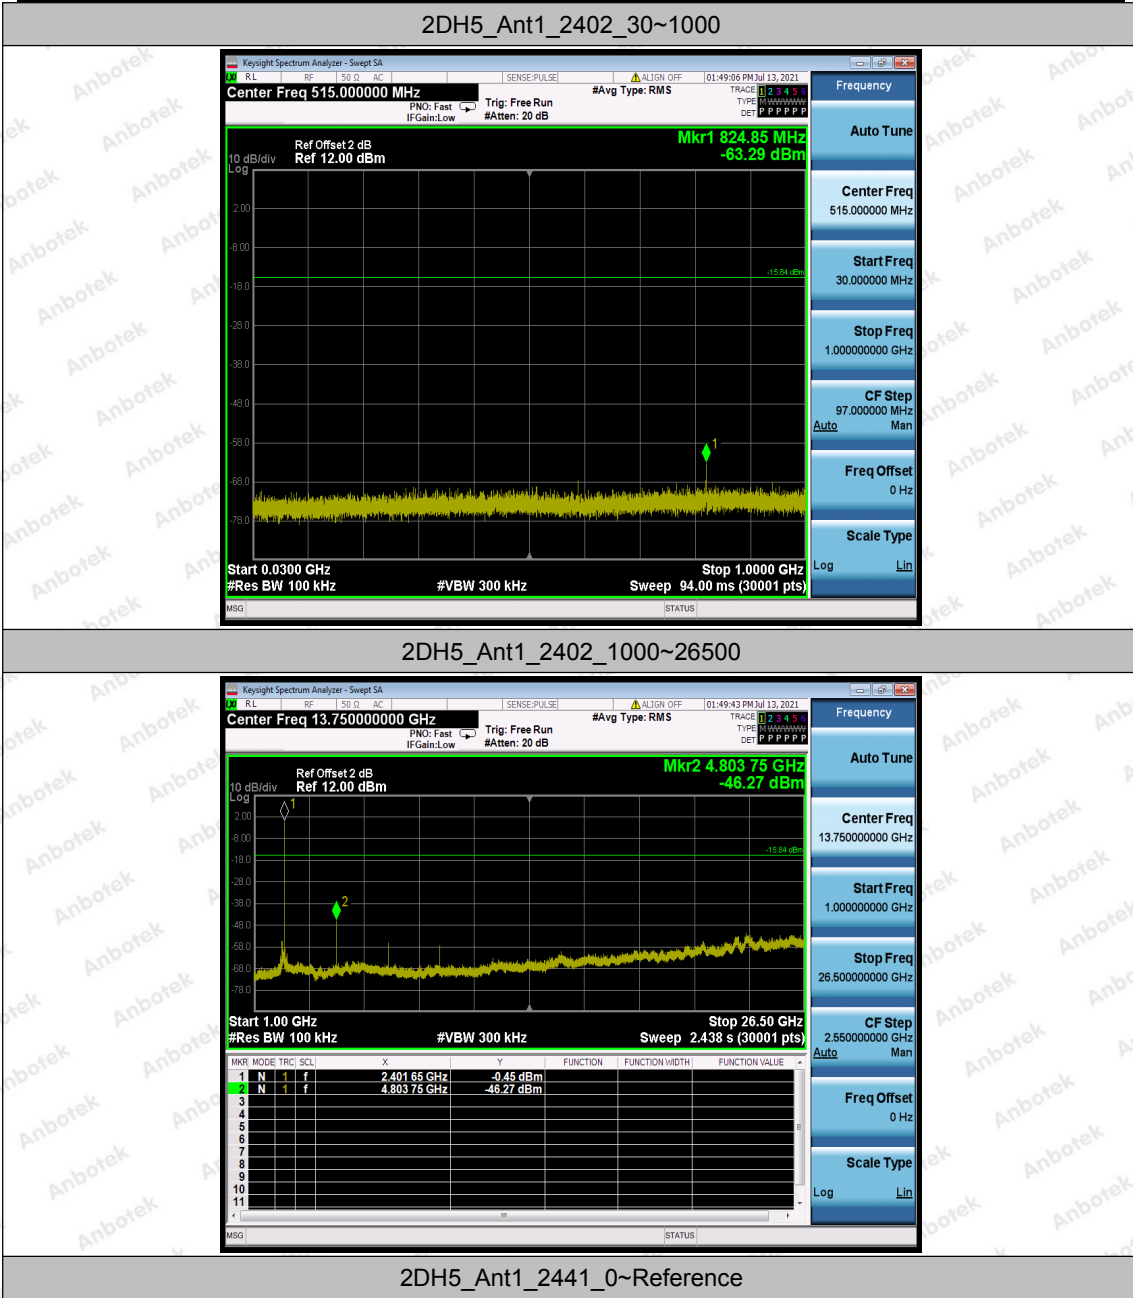 2DH5_Ant1_2402_30~1000
Keysight Spectrum Analyzer - Swept SA
LXI RL RF 50 Ω AC SENSE:PULSE ALIGN OFF 01:49:06 PM Jul 13, 2021
Center Freq 515.000000 MHz
PNO: Fast
IFGain:Low
Trig: Free Run
#Atten: 20 dB
#Avg Type: RMS
TRACE 1 2 3 4 5 6
TYPE M WWWWW
DET P P P P P P
Ref Offset 2 dB
10 dB/div Ref 12.00 dBm
Log
Mkr1 824.85 MHz
-63.29 dBm
2.00
-8.00
-15.84 dBm
-18.0
-28.0
-38.0
-48.0
-58.0
1
-68.0
-78.0
Start 0.0300 GHz Stop 1.0000 GHz
#Res BW 100 kHz #VBW 300 kHz Sweep 94.00 ms (30001 pts)
MSG STATUS
Frequency
Auto Tune
Center Freq
515.000000 MHz
Start Freq
30.000000 MHz
Stop Freq
1.000000000 GHz
CF Step
97.000000 MHz
Auto Man
Freq Offset
0 Hz
Scale Type
Log Lin
2DH5_Ant1_2402_1000~26500
Keysight Spectrum Analyzer - Swept SA
LXI RL RF 50 Ω AC SENSE:PULSE ALIGN OFF 01:49:43 PM Jul 13, 2021
Center Freq 13.750000000 GHz
PNO: Fast
IFGain:Low
Trig: Free Run
#Atten: 20 dB
#Avg Type: RMS
TRACE 1 2 3 4 5 6
TYPE M WWWWW
DET P P P P P P
Ref Offset 2 dB
10 dB/div Ref 12.00 dBm
Log
Mkr2 4.803 75 GHz
-46.27 dBm
1
2.00
-8.00
-15.84 dBm
-18.0
-28.0
-38.0
2
-48.0
-58.0
-68.0
-78.0
Start 1.00 GHz Stop 26.50 GHz
#Res BW 100 kHz #VBW 300 kHz Sweep 2.438 s (30001 pts)
MKR MODE TRC SCL X Y FUNCTION FUNCTION WIDTH FUNCTION VALUE
1 N 1 f 2.401 65 GHz -0.45 dBm
2 N 1 f 4.803 75 GHz -46.27 dBm
3
4
5
6
7
8
9
10
11
MSG STATUS
Frequency
Auto Tune
Center Freq
13.750000000 GHz
Start Freq
1.000000000 GHz
Stop Freq
26.500000000 GHz
CF Step
2.550000000 GHz
Auto Man
Freq Offset
0 Hz
Scale Type
Log Lin
2DH5_Ant1_2441_0~Reference
Anbotek